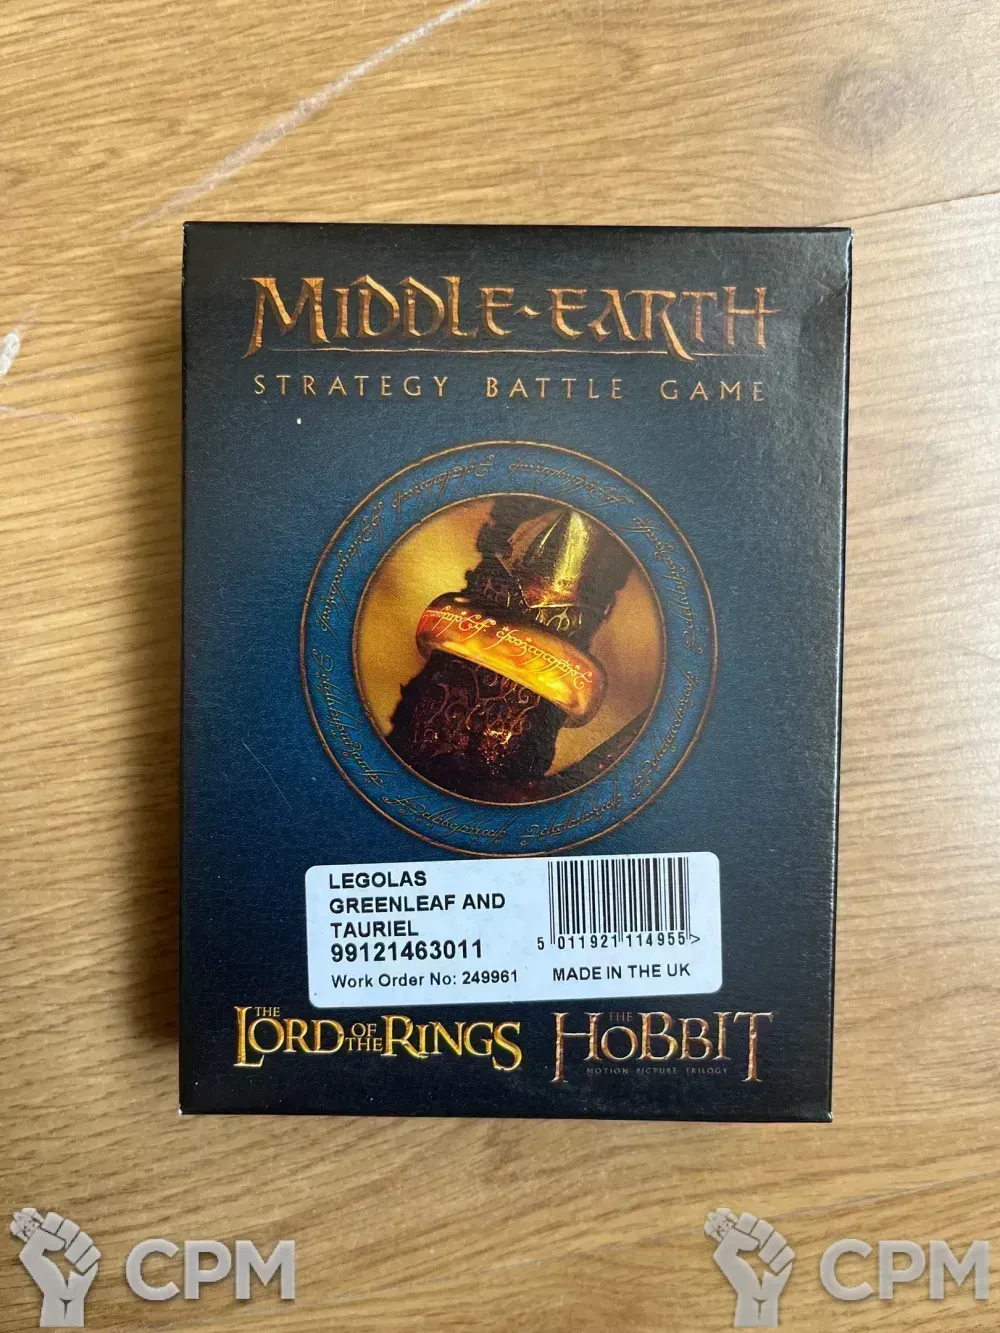 MIDDLE-EARTH
STRATEGY BATTLE GAME
LEGOLAS
GREENLEAF AND
TAURIEL
99121463011
Work Order No: 249961
5 011921 114955 >
MADE IN THE UK
THE LORD OF THE RINGS
THE HOBBIT
MOTION PICTURE TRILOGY
CPM
CPM